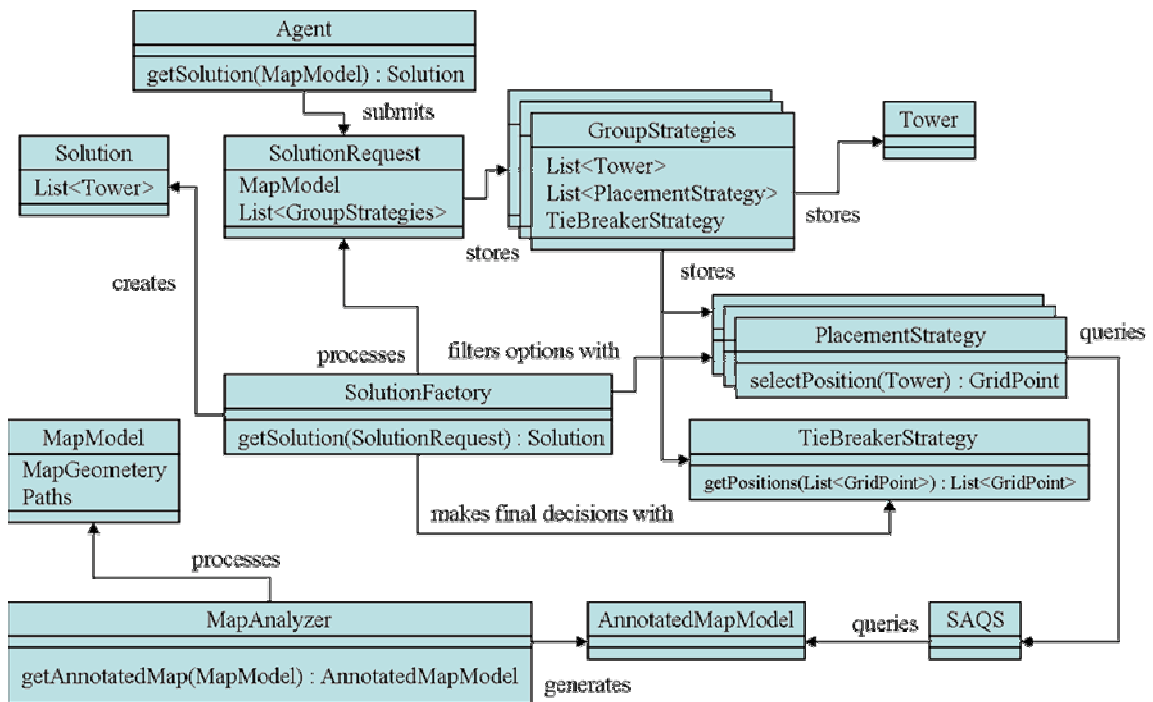 Agent
getSolution(MapModel) : Solution
submits
Solution
List<Tower>
SolutionRequest
MapModel
List<GroupStrategies>
stores
GroupStrategies
List<Tower>
List<PlacementStrategy>
TieBreakerStrategy
Tower
stores
stores
creates
processes
filters options with
PlacementStrategy
selectPosition(Tower) : GridPoint
queries
SolutionFactory
getSolution(SolutionRequest) : Solution
MapModel
MapGeometery
Paths
TieBreakerStrategy
getPositions(List<GridPoint>) : List<GridPoint>
makes final decisions with
processes
MapAnalyzer
getAnnotatedMap(MapModel) : AnnotatedMapModel
generates
AnnotatedMapModel
queries
SAQS